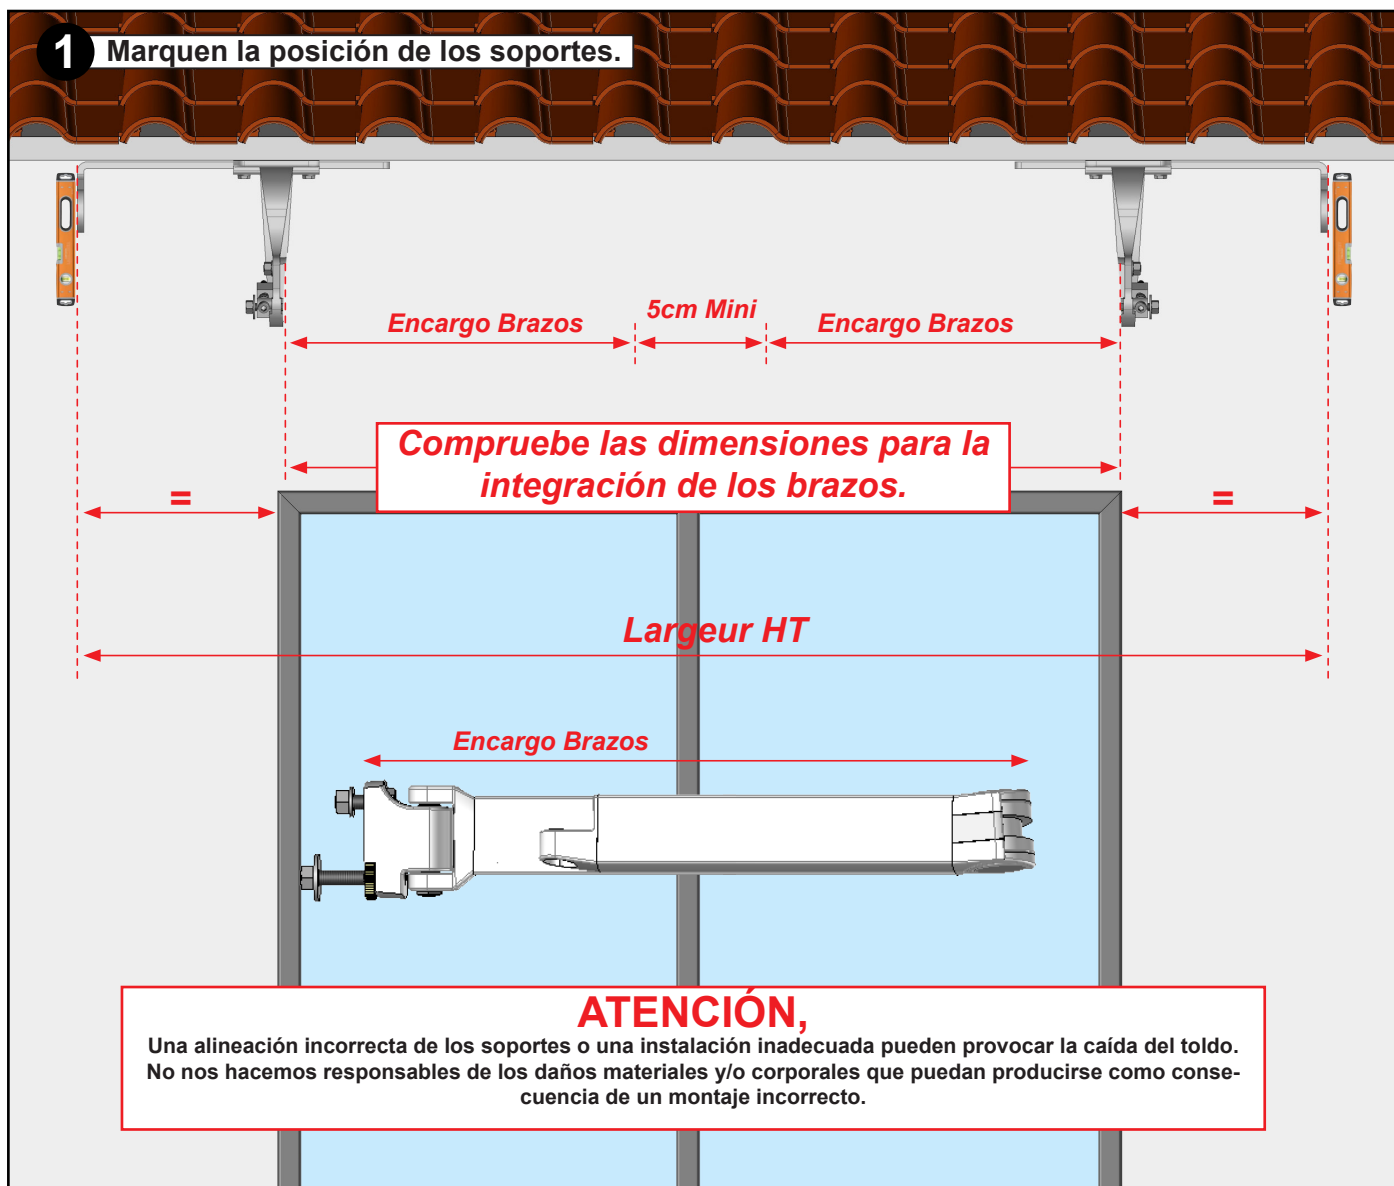 1 Marquen la posición de los soportes.
5cm Mini
Encargo Brazos
Encargo Brazos
Compruebe las dimensiones para la
integración de los brazos.
=
=
Largeur HT
Encargo Brazos
ATENCIÓN,
Una alineación incorrecta de los soportes o una instalación inadecuada pueden provocar la caída del toldo.
No nos hacemos responsables de los daños materiales y/o corporales que puedan producirse como conse-
cuencia de un montaje incorrecto.